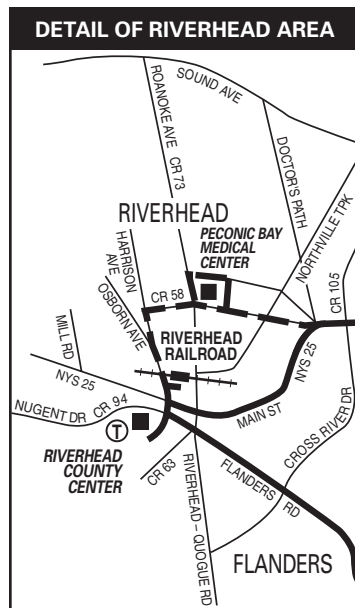 DETAIL OF RIVERHEAD AREA
SOUND AVE
ROANOKE AVE CR 73
DOCTOR'S PATH
NORTHVILLE TPK
RIVERHEAD
PECONIC BAY
MEDICAL
CENTER
HARRISON
AVE
OSBORN AVE
CR 58
CR 105
MILL RD
RIVERHEAD
RAILROAD
NYS 25
NYS 25
NUGENT DR CR 94
MAIN ST
CROSS RIVER DR
T
RIVERHEAD
COUNTY
CENTER
CR 63
RIVERHEAD – QUOGUE RD
FLANDERS RD
FLANDERS